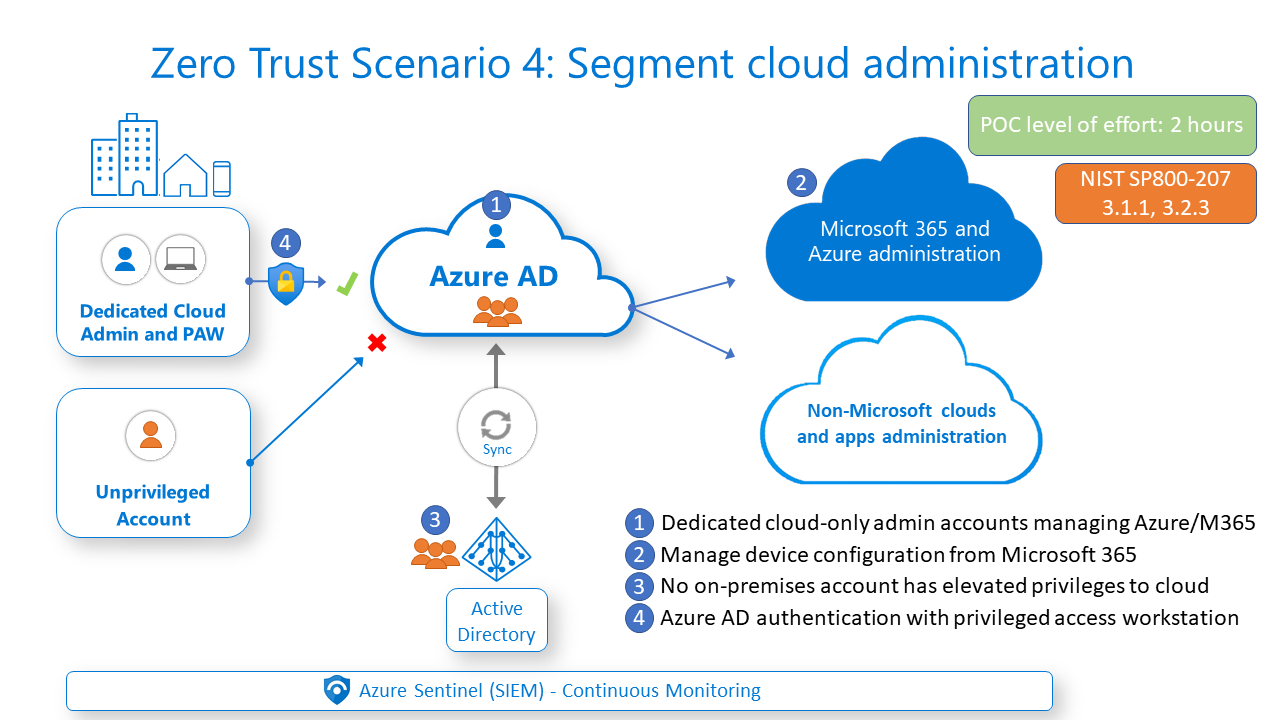 Zero Trust Scenario 4: Segment cloud administration
POC level of effort: 2 hours
NIST SP800-207
3.1.1, 3.2.3
4
Dedicated Cloud
Admin and PAW
Unprivileged
Account
1
Azure AD
Sync
3
Active
Directory
2
Microsoft 365 and
Azure administration
Non-Microsoft clouds
and apps administration
1 Dedicated cloud-only admin accounts managing Azure/M365
2 Manage device configuration from Microsoft 365
3 No on-premises account has elevated privileges to cloud
4 Azure AD authentication with privileged access workstation
Azure Sentinel (SIEM) - Continuous Monitoring